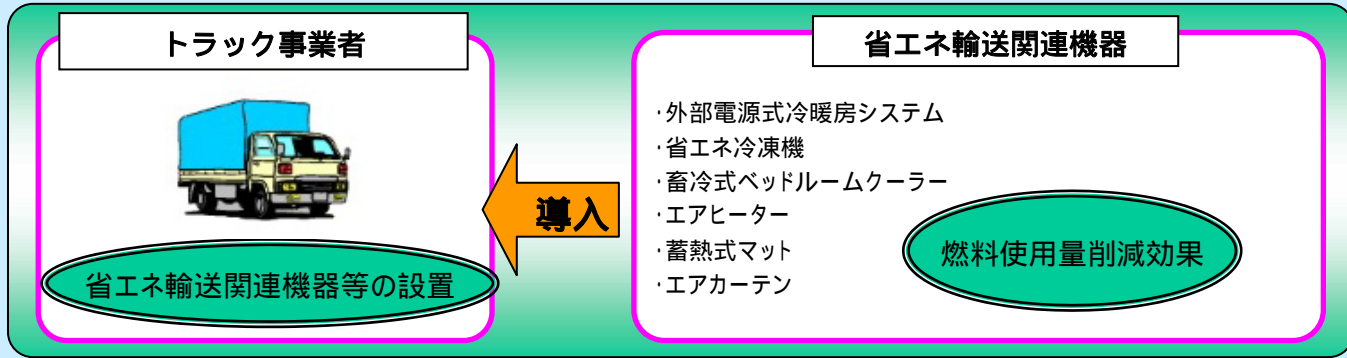 トラック事業者
省エネ輸送関連機器等の設置
導入
省エネ輸送関連機器
･外部電源式冷暖房システム
･省エネ冷凍機
･畜冷式ベッドルームクーラー
･エアヒーター
･蓄熱式マット
･エアカーテン
燃料使用量削減効果